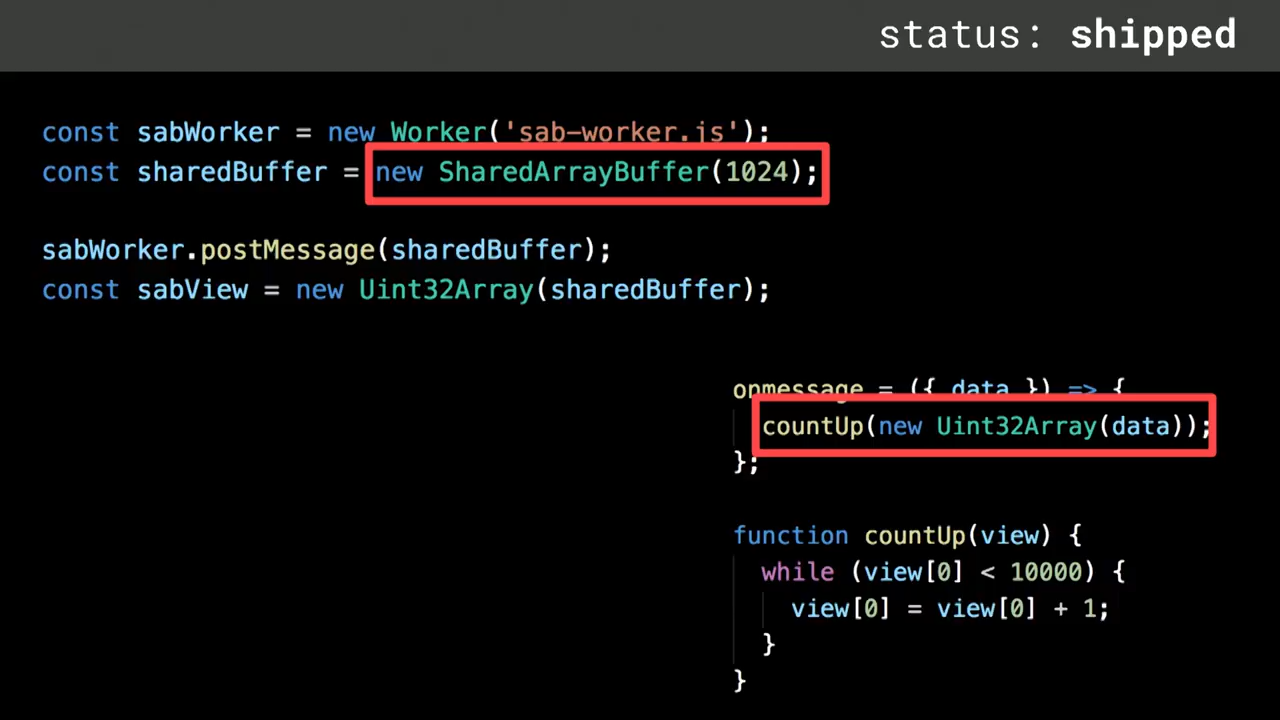 status: shipped
const sabWorker = new Worker('sab-worker.js');
const sharedBuffer = new SharedArrayBuffer(1024);
sabWorker.postMessage(sharedBuffer);
const sabView = new Uint32Array(sharedBuffer);
onmessage = ({ data }) => {
countUp(new Uint32Array(data));
};
function countUp(view) {
while (view[0] < 10000) {
view[0] = view[0] + 1;
}
}